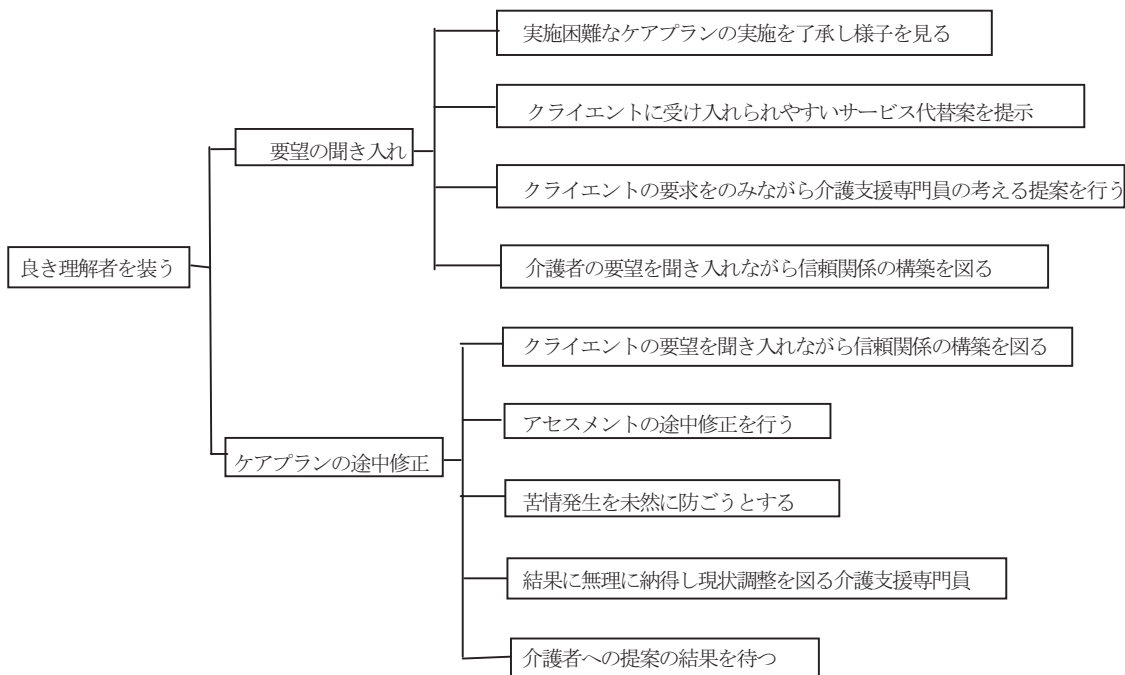 良き理解者を装う
要望の聞き入れ
実施困難なケアプランの実施を了承し様子を見る
クライエントに受け入れられやすいサービス代替案を提示
クライエントの要求をのみながら介護支援専門員の考える提案を行う
介護者の要望を聞き入れながら信頼関係の構築を図る
ケアプランの途中修正
クライエントの要望を聞き入れながら信頼関係の構築を図る
アセスメントの途中修正を行う
苦情発生を未然に防ごうとする
結果に無理に納得し現状調整を図る介護支援専門員
介護者への提案の結果を待つ